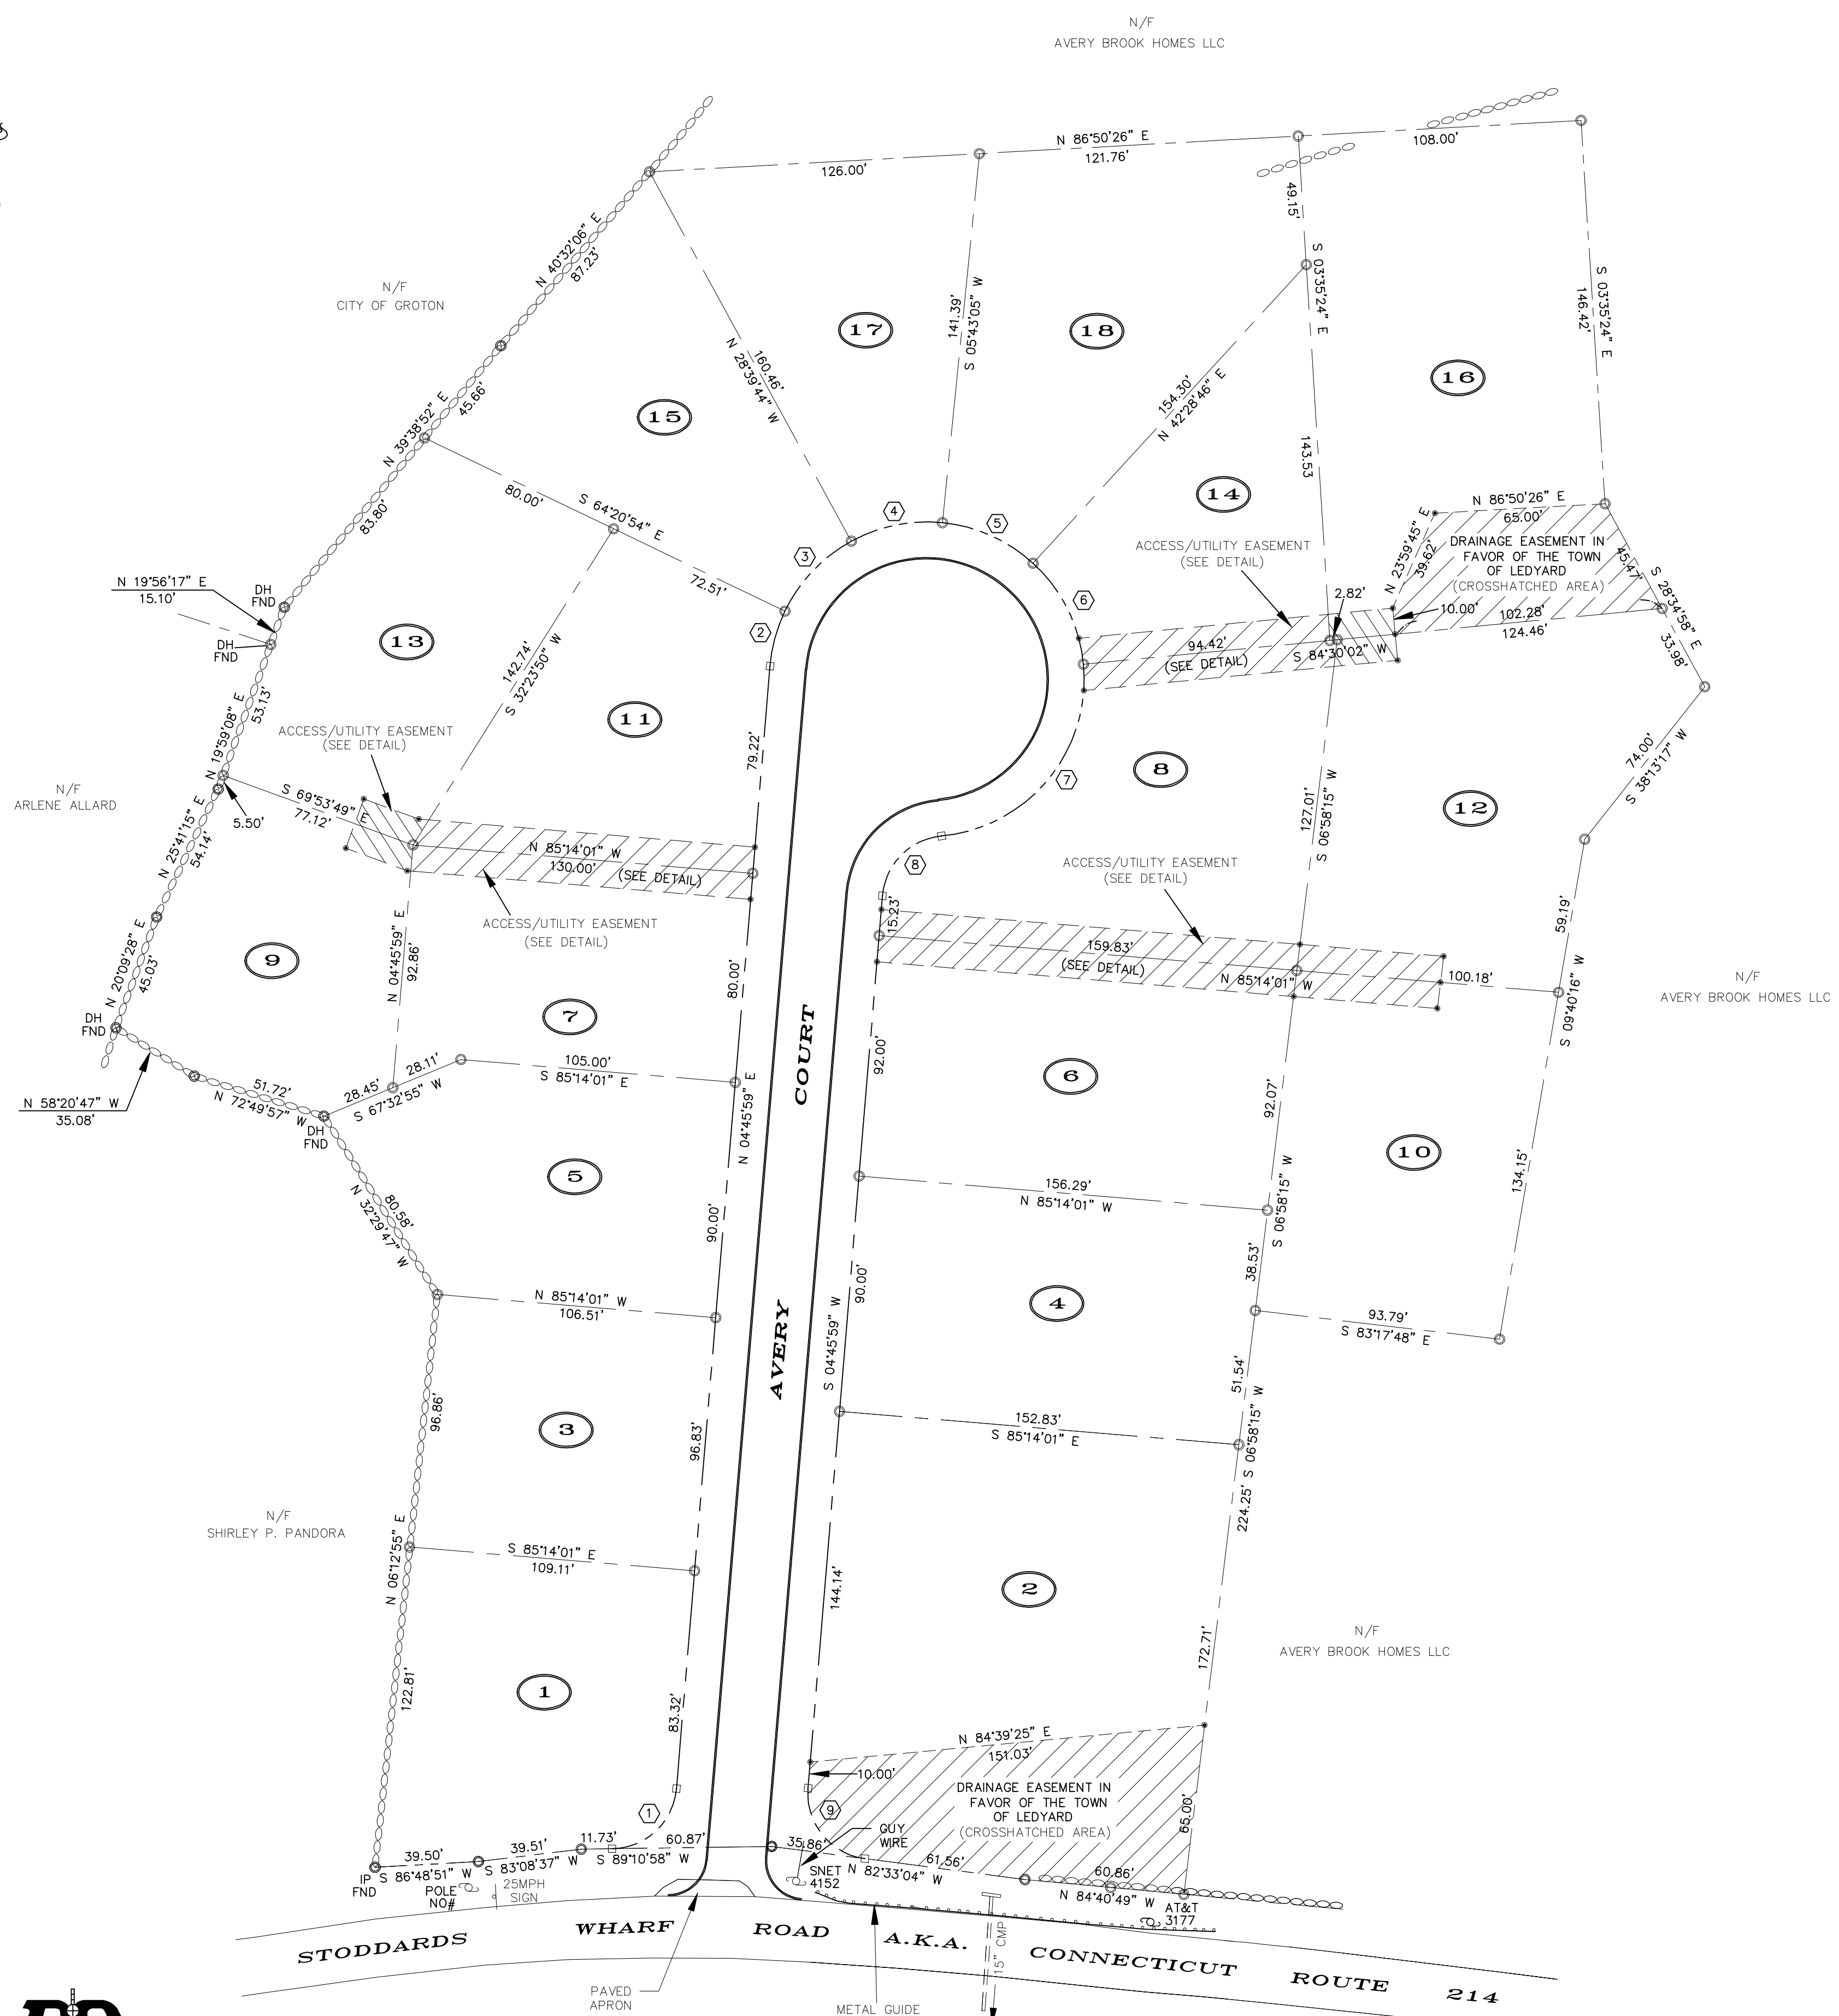 N/F
AVERY BROOK HOMES LLC
N 86°50'26" E
126.00'
121.76'
108.00'
49.15'
S 03°35'24" E
S 03°35'24" E
146.42'
N 40°32'06" E
87.23'
N/F
CITY OF GROTON
17
141.39'
S 05°43'05" W
18
160.46'
N 28°39'44" W
16
154.30'
N 42°28'46" E
15
N 39°38'52" E
45.66'
143.53
83.80'
80.00'
S 64°20'54" E
72.51'
14
4
5
3
6
2
N 86°50'26" E
65.00'
ACCESS/UTILITY EASEMENT
(SEE DETAIL)
DRAINAGE EASEMENT IN
FAVOR OF THE TOWN
OF LEDYARD
(CROSSHATCHED AREA)
N 23°59'45" E
39.62'
45.47'
S 28°34'58" E
33.98'
2.82'
10.00'
102.28'
124.46'
94.42'
(SEE DETAIL)
S 84°30'02" W
N 19°56'17" E
15.10'
DH
FND
DH
FND
13
142.74'
S 32°23'50" W
11
N 19°59'08" E
53.13'
ACCESS/UTILITY EASEMENT
(SEE DETAIL)
79.22'
7
8
74.00'
S 38°13'17" W
N/F
ARLENE ALLARD
5.50'
S 69°53'49" E
77.12'
N 25°41'15" E
54.14'
N 85°14'01" W
130.00'
(SEE DETAIL)
8
127.01'
S 06°58'15" W
12
ACCESS/UTILITY EASEMENT
(SEE DETAIL)
ACCESS/UTILITY EASEMENT
(SEE DETAIL)
15.23'
159.83'
(SEE DETAIL)
N 85°14'01" W
100.18'
59.19'
S 09°40'16" W
N/F
AVERY BROOK HOMES LLC
N 20°09'28" E
45.03'
9
N 04°45'59" E
92.86'
80.00'
7
DH
FND
28.45'
28.11'
S 67°32'55" W
105.00'
S 85°14'01" E
N 58°20'47" W
35.08'
51.72'
N 72°49'57" W
DH
FND
N 04°45'59" E
92.00'
6
92.07'
S 06°58'15" W
10
134.15'
5
80.58'
N 32°29'47" W
90.00'
156.29'
N 85°14'01" W
38.53'
N 85°14'01" W
106.51'
AVERY COURT
90.00'
S 04°45'59" W
4
93.79'
S 83°17'48" E
51.54'
S 06°58'15" W
224.25'
152.83'
S 85°14'01" E
96.86'
3
96.83'
N/F
SHIRLEY P. PANDORA
S 85°14'01" E
109.11'
N 06°12'55" E
122.81'
1
83.32'
144.14'
2
172.71'
N/F
AVERY BROOK HOMES LLC
N 84°39'25" E
151.03'
10.00'
DRAINAGE EASEMENT IN
FAVOR OF THE TOWN
OF LEDYARD
(CROSSHATCHED AREA)
65.00'
1
9
GUY
WIRE
39.50'
39.51'
11.73'
60.87'
35.86'
61.56'
60.86'
S 86°48'51" W
S 83°08'37" W
S 89°10'58" W
N 82°33'04" W
N 84°40'49" W
IP
FND
POLE
NO#
25MPH
SIGN
SNET
4152
AT&T
3177
15" CMP
STODDARDS WHARF ROAD A.K.A. CONNECTICUT ROUTE 214
PAVED
APRON
METAL GUIDE